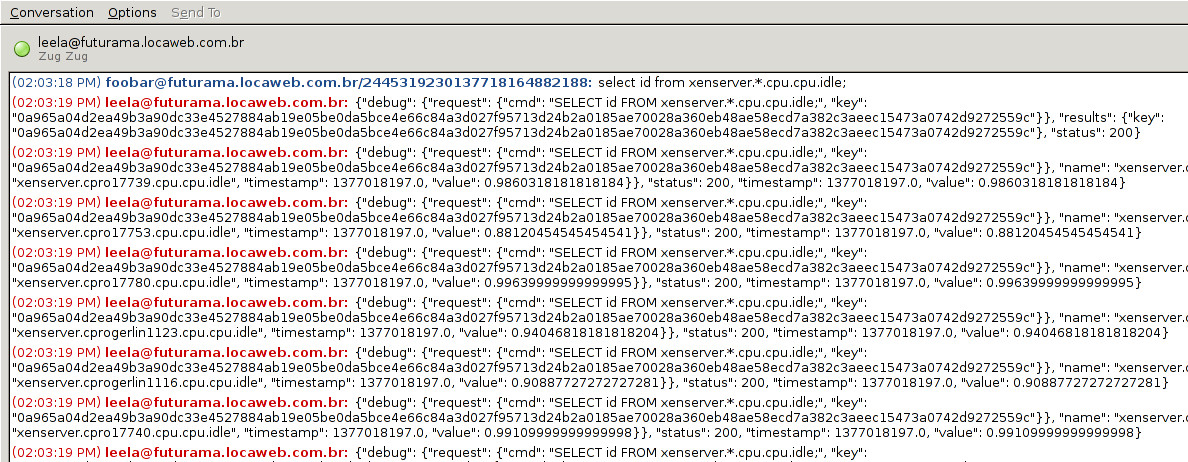 Conversation Options Send To
leela@futurama.locaweb.com.br
Zug Zug
(02:03:18 PM) foobar@futurama.locaweb.com.br/24453192301377181648​82188: select id from xenserver.*.cpu.cpu.idle;
(02:03:19 PM) leela@futurama.locaweb.com.br: {"debug": {"request": {"cmd": "SELECT id FROM xenserver.*.cpu.cpu.idle;", "key":
"0a965a04d2ea49b3a90dc33e4527884ab19e05be0da5bce4e66c84a3d027f95713d24b2a0185ae70028a360eb48ae58ecd7a382c3aeec15473a0742d9272559c"}}, "results": {"key":
"0a965a04d2ea49b3a90dc33e4527884ab19e05be0da5bce4e66c84a3d027f95713d24b2a0185ae70028a360eb48ae58ecd7a382c3aeec15473a0742d9272559c"}, "status": 200}
(02:03:19 PM) leela@futurama.locaweb.com.br: {"debug": {"request": {"cmd": "SELECT id FROM xenserver.*.cpu.cpu.idle;", "key":
"0a965a04d2ea49b3a90dc33e4527884ab19e05be0da5bce4e66c84a3d027f95713d24b2a0185ae70028a360eb48ae58ecd7a382c3aeec15473a0742d9272559c"}}, "name": "xenserver.c
"xenserver.cpro17739.cpu.cpu.idle", "timestamp": 1377018197.0, "value": 0.9860318181818184}}, "status": 200, "timestamp": 1377018197.0, "value": 0.9860318181818184}
(02:03:19 PM) leela@futurama.locaweb.com.br: {"debug": {"request": {"cmd": "SELECT id FROM xenserver.*.cpu.cpu.idle;", "key":
"0a965a04d2ea49b3a90dc33e4527884ab19e05be0da5bce4e66c84a3d027f95713d24b2a0185ae70028a360eb48ae58ecd7a382c3aeec15473a0742d9272559c"}}, "name": "xenserver.c
"xenserver.cpro17753.cpu.cpu.idle", "timestamp": 1377018197.0, "value": 0.88120454545454541}}, "status": 200, "timestamp": 1377018197.0, "value": 0.88120454545454541}
(02:03:19 PM) leela@futurama.locaweb.com.br: {"debug": {"request": {"cmd": "SELECT id FROM xenserver.*.cpu.cpu.idle;", "key":
"0a965a04d2ea49b3a90dc33e4527884ab19e05be0da5bce4e66c84a3d027f95713d24b2a0185ae70028a360eb48ae58ecd7a382c3aeec15473a0742d9272559c"}}, "name": "xenserver.c
"xenserver.cpro17780.cpu.cpu.idle", "timestamp": 1377018197.0, "value": 0.99639999999999995}}, "status": 200, "timestamp": 1377018197.0, "value": 0.99639999999999995}
(02:03:19 PM) leela@futurama.locaweb.com.br: {"debug": {"request": {"cmd": "SELECT id FROM xenserver.*.cpu.cpu.idle;", "key":
"0a965a04d2ea49b3a90dc33e4527884ab19e05be0da5bce4e66c84a3d027f95713d24b2a0185ae70028a360eb48ae58ecd7a382c3aeec15473a0742d9272559c"}}, "name": "xenserver.c
"xenserver.cprogerlin1123.cpu.cpu.idle", "timestamp": 1377018197.0, "value": 0.94046818181818204}}, "status": 200, "timestamp": 1377018197.0, "value": 0.94046818181818204}
(02:03:19 PM) leela@futurama.locaweb.com.br: {"debug": {"request": {"cmd": "SELECT id FROM xenserver.*.cpu.cpu.idle;", "key":
"0a965a04d2ea49b3a90dc33e4527884ab19e05be0da5bce4e66c84a3d027f95713d24b2a0185ae70028a360eb48ae58ecd7a382c3aeec15473a0742d9272559c"}}, "name": "xenserver.c
"xenserver.cprogerlin1116.cpu.cpu.idle", "timestamp": 1377018197.0, "value": 0.90887727272727281}}, "status": 200, "timestamp": 1377018197.0, "value": 0.90887727272727281}
(02:03:19 PM) leela@futurama.locaweb.com.br: {"debug": {"request": {"cmd": "SELECT id FROM xenserver.*.cpu.cpu.idle;", "key":
"0a965a04d2ea49b3a90dc33e4527884ab19e05be0da5bce4e66c84a3d027f95713d24b2a0185ae70028a360eb48ae58ecd7a382c3aeec15473a0742d9272559c"}}, "name": "xenserver.c
"xenserver.cpro17740.cpu.cpu.idle", "timestamp": 1377018197.0, "value": 0.99109999999999998}}, "status": 200, "timestamp": 1377018197.0, "value": 0.99109999999999998}
(02:03:19 PM) leela@futurama.locaweb.com.br: {"debug": {"request": {"cmd": "SELECT id FROM xenserver.*.cpu.cpu.idle;", "key":